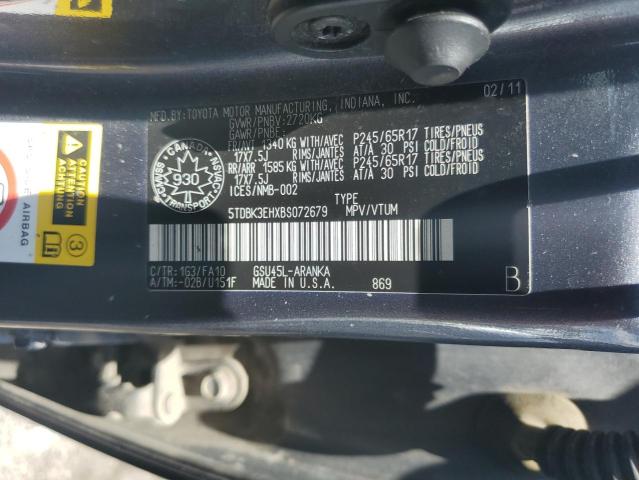 02/11
MFD.BY:TOYOTA MOTOR MANUFACTURING, INDIANA, INC.
GVWR/PNBV:2720KG
GAWR/PNBE:
FRONT 1340 KG WITH/AVEC P245/65R17 TIRES/PNEUS
17X7.5J RIMS/JANTES AT/A 30 PSI COLD/FROID
RR/ARR 1585 KG WITH/AVEC P245/65R17 TIRES/PNEUS
17X7.5J RIMS/JANTES AT/A 30 PSI COLD/FROID
ICES/NMB-002
CANADA
930
TRANSPORT
TYPE
5TDBK3EHXBS072679 MPV/VTUM
C/TR:1G3/FA10 GSU45L-ARANKA
A/TM:-02B/U151F MADE IN U.S.A. 869
B
AIRBAG
3